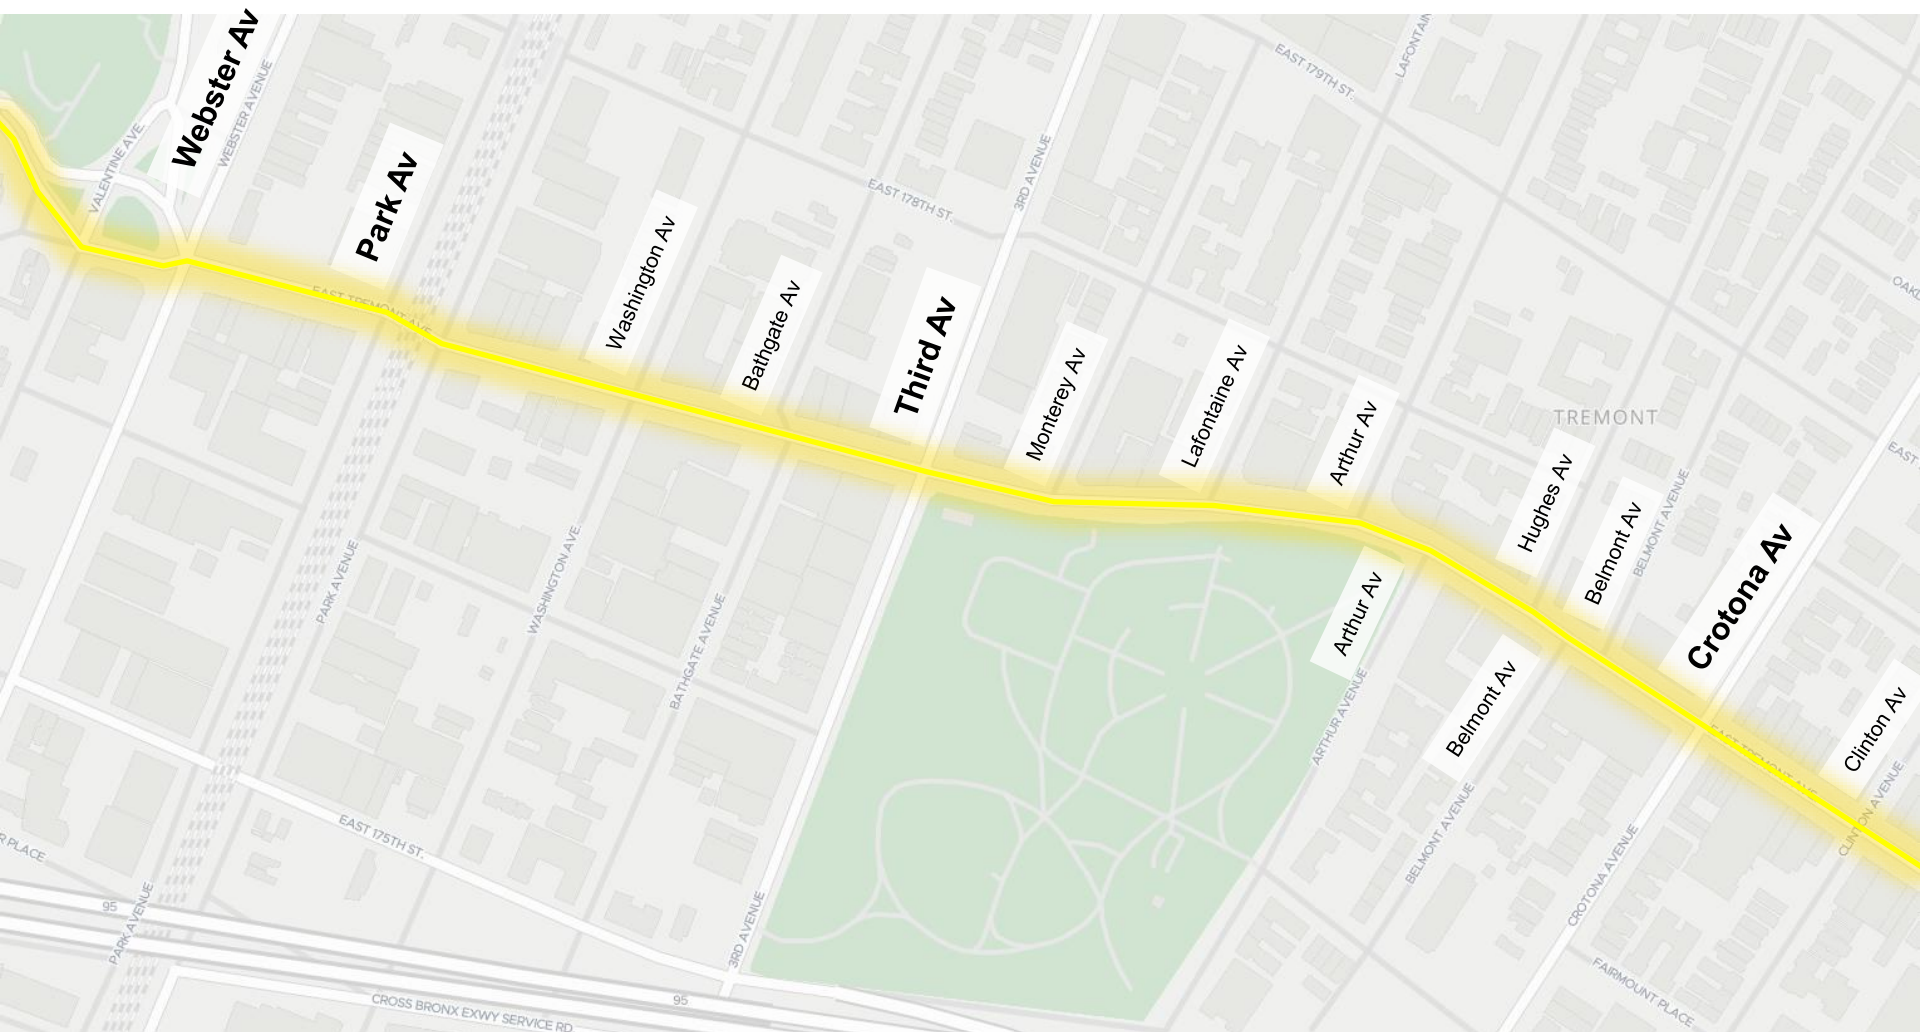 Webster Av
WEBSTER AVENUE
VALENTINE AVE.
Park Av
EAST TREMONT AVE.
Washington Av
Bathgate Av
EAST 178TH ST.
3RD AVENUE
Third Av
EAST 179TH ST.
Monterey Av
Lafontaine Av
Arthur Av
TREMONT
Hughes Av
Belmont Av
BELMONT AVENUE
Crotona Av
Clinton Av
CLINTON AVENUE
EAST TREMONT AVE.
EAST
Arthur Av
ARTHUR AVENUE
Belmont Av
BELMONT AVENUE
CROTONA AVENUE
FAIRMOUNT PLACE
PARK AVENUE
WASHINGTON AVE.
BATHGATE AVENUE
EAST 175TH ST.
R PLACE
95
PARK AVENUE
3RD AVENUE
95
CROSS BRONX EXWY SERVICE RD